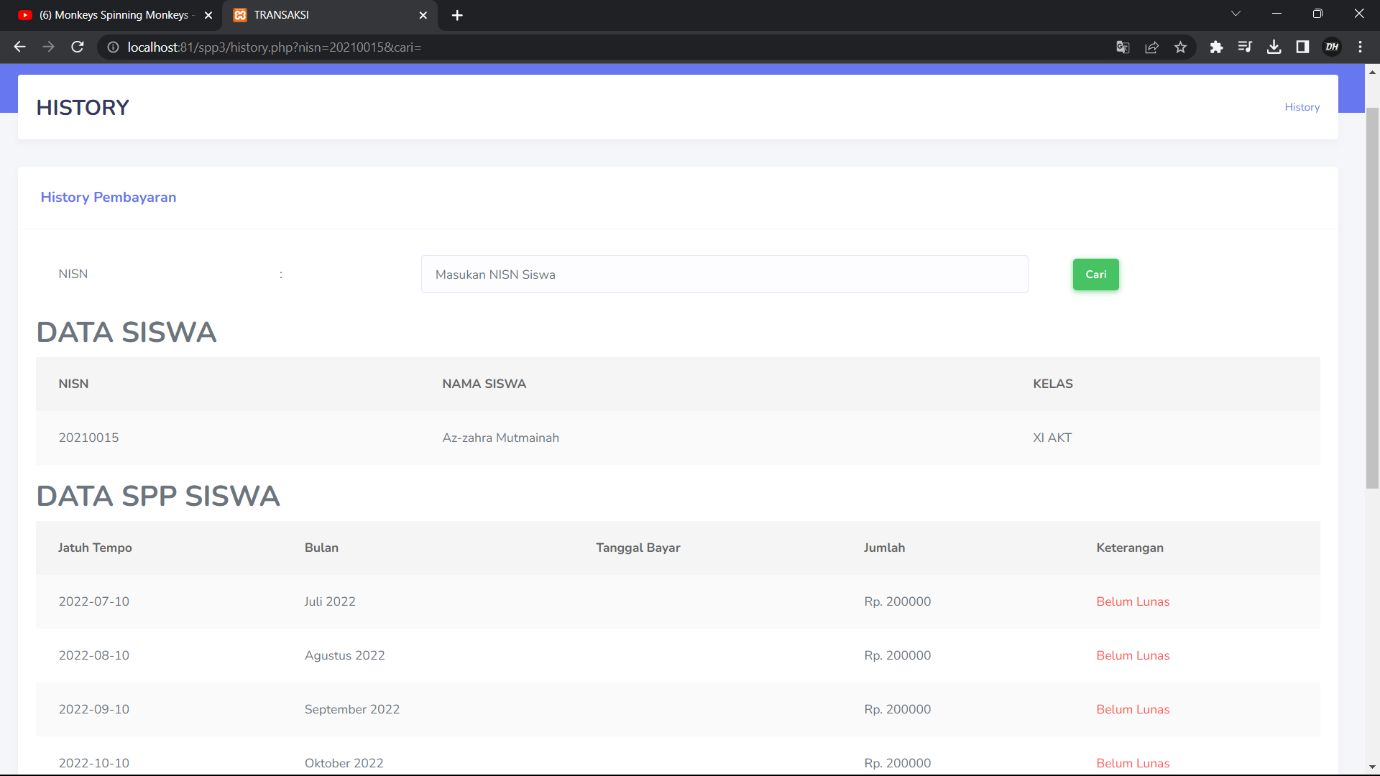 (6) Monkeys Spinning Monkeys -
TRANSAKSI
localhost:81/spp3/history.php?nisn=20210015&cari=
DH
HISTORY
History
History Pembayaran
NISN : Masukan NISN Siswa Cari
DATA SISWA
NISN NAMA SISWA KELAS
20210015 Az-zahra Mutmainah XI AKT
DATA SPP SISWA
Jatuh Tempo Bulan Tanggal Bayar Jumlah Keterangan
2022-07-10 Juli 2022 Rp. 200000 Belum Lunas
2022-08-10 Agustus 2022 Rp. 200000 Belum Lunas
2022-09-10 September 2022 Rp. 200000 Belum Lunas
2022-10-10 Oktober 2022 Rp. 200000 Belum Lunas